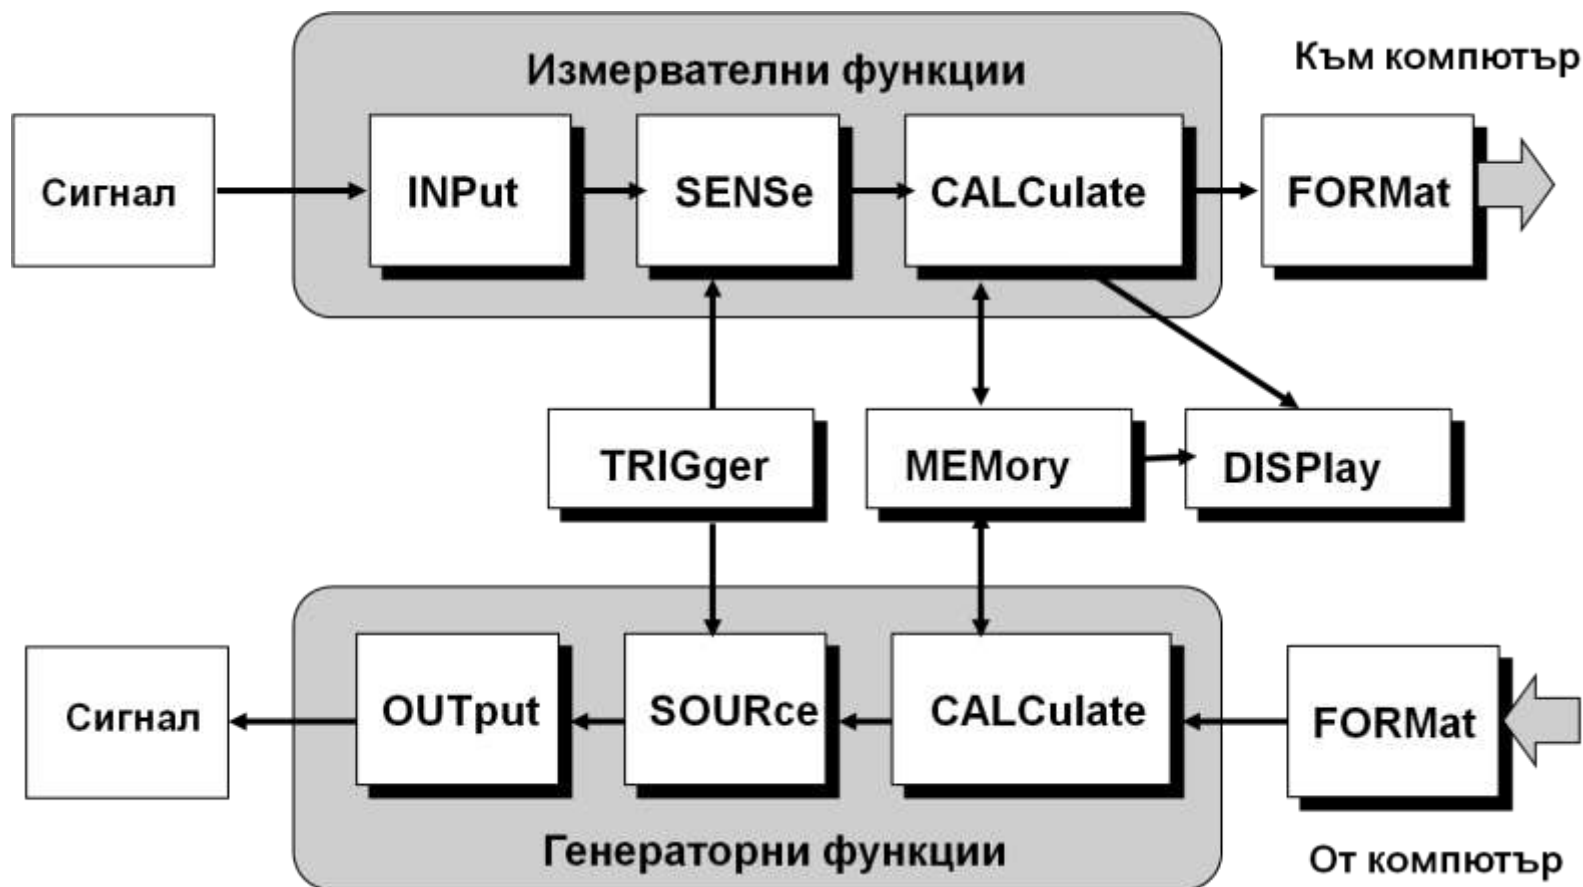 Измервателни функции
Към компютър
Сигнал
INPut
SENSe
CALCulate
FORMat
TRIGger
MEMory
DISPlay
Сигнал
OUTput
SOURce
CALCulate
FORMat
Генераторни функции
От компютър